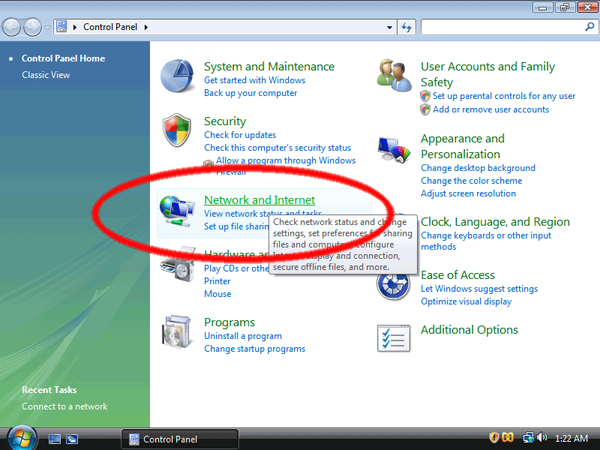 Control Panel
Control Panel Home
Classic View
System and Maintenance
Get started with Windows
Back up your computer
Security
Check for updates
Check this computer's security status
Allow a program through Windows
Firewall
Network and Internet
View network status and tasks
Set up file sharin
Check network status and change
settings, set preferences for sharing
files and computers, configure
display and connection,
secure offline files, and more.
Hardware an
Play CDs or othe
Printer
Mouse
Programs
Uninstall a program
Change startup programs
User Accounts and Family
Safety
Set up parental controls for any user
Add or remove user accounts
Appearance and
Personalization
Change desktop background
Change the color scheme
Adjust screen resolution
Clock, Language, and Region
Change keyboards or other input
methods
Ease of Access
Let Windows suggest settings
Optimize visual display
Additional Options
Recent Tasks
Connect to a network
Control Panel
1:22 AM